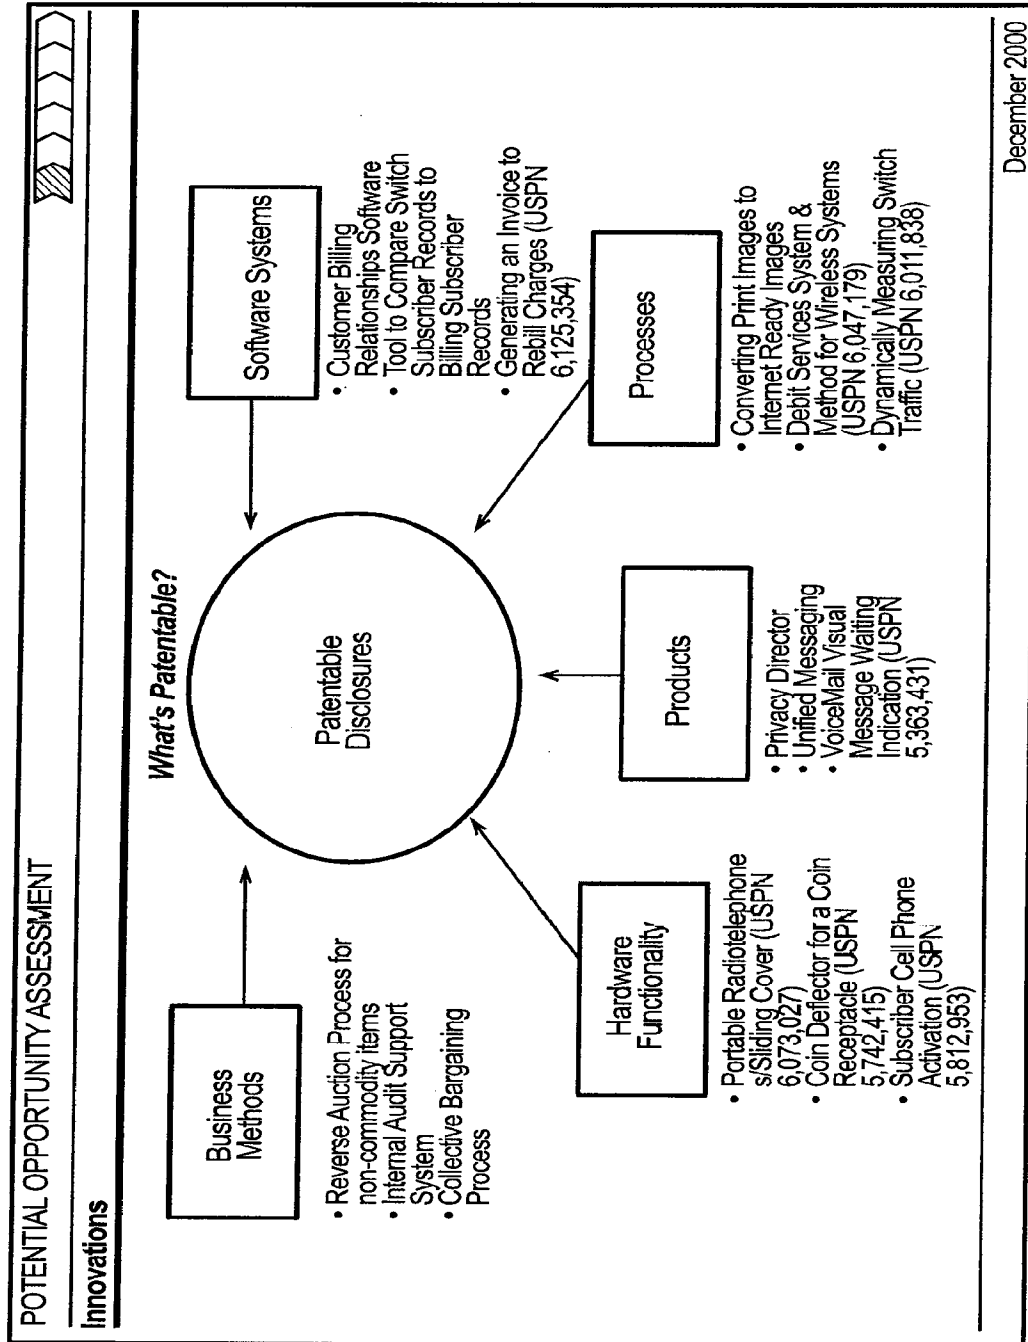 POTENTIAL OPPORTUNITY ASSESSMENT
Innovations
What's Patentable?
Patentable
Disclosures
Business
Methods
• Reverse Auction Process for
non-commodity items
• Internal Audit Support
System
• Collective Bargaining
Process
Software Systems
• Customer Billing
Relationships Software
• Tool to Compare Switch
Subscriber Records to
Billing Subscriber
Records
• Generating an Invoice to
Rebill Charges (USPN
6,125,354)
Hardware
Functionality
• Portable Radiotelephone
s/Sliding Cover (USPN
6,873,027)
• Coin Deflector for a Coin
Receptacle (USPN
5,742,415)
• Subscriber Cell Phone
Activation (USPN
5,812,953)
Products
• Privacy Director
• Unified Messaging
• VoiceMail Visual
Message Waiting
Indication (USPN
5,363,431)
Processes
• Converting Print Images to
Internet Ready Images
• Debit Services System &
Method for Wireless Systems
(USPN 6,047,179)
• Dynamically Measuring Switch
Traffic (USPN 6,011,838)
December 2000